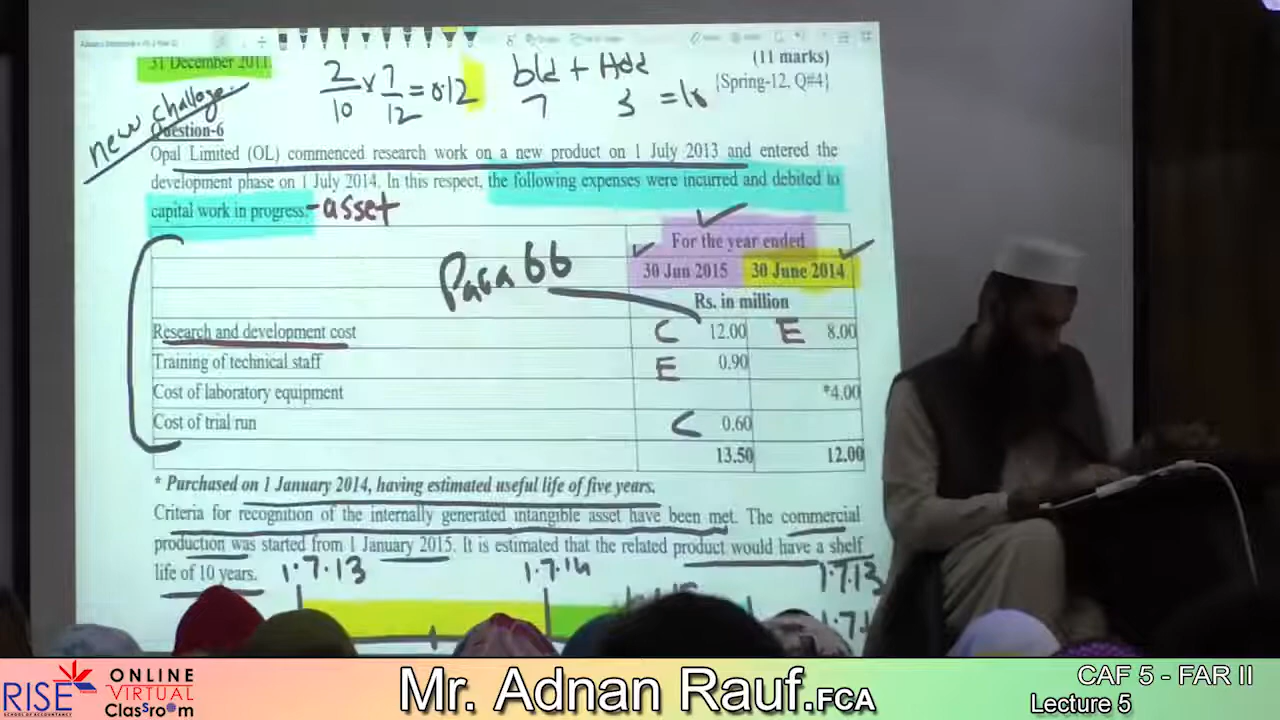 31 December 2011
(11 marks)
{Spring-12, Q#4}
2/10 x 7/12 = 0.12
bld + Add
7 3 = 10
new challage
Question-6
Opal Limited (OL) commenced research work on a new product on 1 July 2013 and entered the
development phase on 1 July 2014. In this respect, the following expenses were incurred and debited to
capital work in progress. -asset
For the year ended
Para 66
30 Jun 2015 30 June 2014
Rs. in million
Research and development cost C 12.00 E 8.00
Training of technical staff E 0.90
Cost of laboratory equipment *4.00
Cost of trial run C 0.60
13.50 12.00
* Purchased on 1 January 2014, having estimated useful life of five years.
Criteria for recognition of the internally generated intangible asset have been met. The commercial
production was started from 1 January 2015. It is estimated that the related product would have a shelf
life of 10 years.
1.7.13 1.7.14 1.7.13
RISE
SCHOOL OF ACCOUNTANCY
ONLINE
VIRTUAL
Classroom
Mr. Adnan Rauf.FCA
CAF 5 - FAR II
Lecture 5